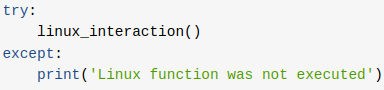 try:
    linux_interaction()
except:
    print('Linux function was not executed')